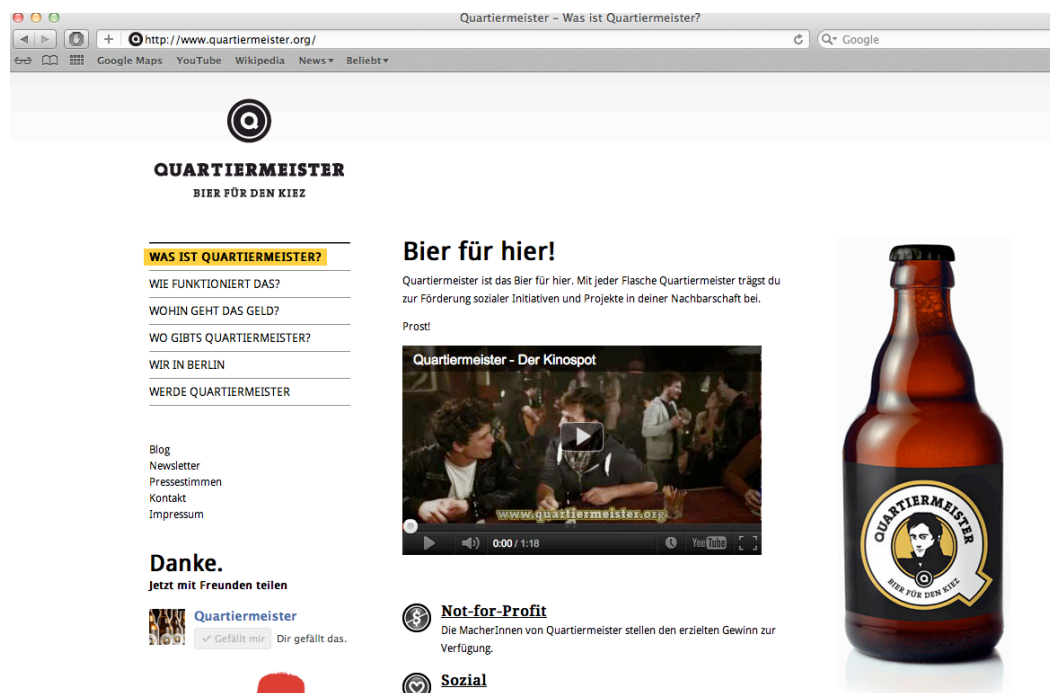 Quartiermeister – Was ist Quartiermeister?
http://www.quartiermeister.org/
Google
Google Maps YouTube Wikipedia News Beliebt
QUARTIERMEISTER
BIER FÜR DEN KIEZ
WAS IST QUARTIERMEISTER?
WIE FUNKTIONIERT DAS?
WOHIN GEHT DAS GELD?
WO GIBTS QUARTIERMEISTER?
WIR IN BERLIN
WERDE QUARTIERMEISTER
Blog
Newsletter
Pressestimmen
Kontakt
Impressum
Danke.
Jetzt mit Freunden teilen
Quartiermeister
Gefällt mir Dir gefällt das.
Bier für hier!
Quartiermeister ist das Bier für hier. Mit jeder Flasche Quartiermeister trägst du
zur Förderung sozialer Initiativen und Projekte in deiner Nachbarschaft bei.
Prost!
Quartiermeister - Der Kinospot
www.quartiermeister.org
0:00 / 1:18 YouTube
Not-for-Profit
Die MacherInnen von Quartiermeister stellen den erzielten Gewinn zur
Verfügung.
Sozial
QUARTIERMEISTER
BIER FÜR DEN KIEZ